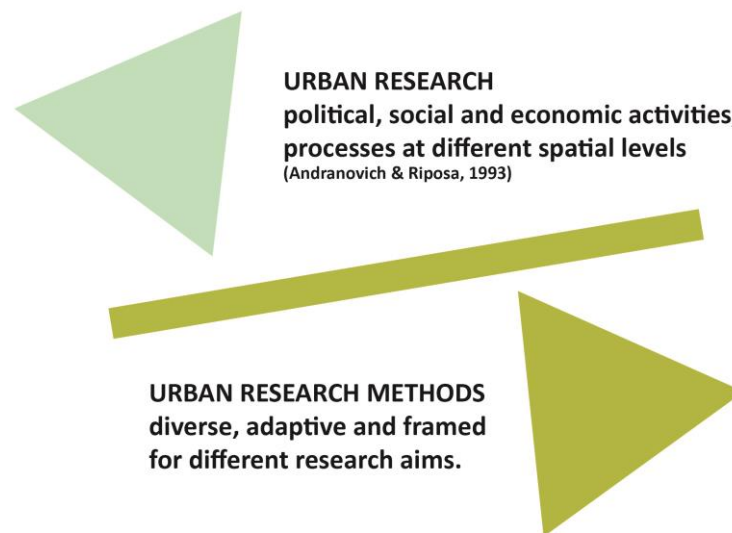 URBAN RESEARCH
political, social and economic activities,
processes at different spatial levels
(Andranovich & Riposa, 1993)
URBAN RESEARCH METHODS
diverse, adaptive and framed
for different research aims.